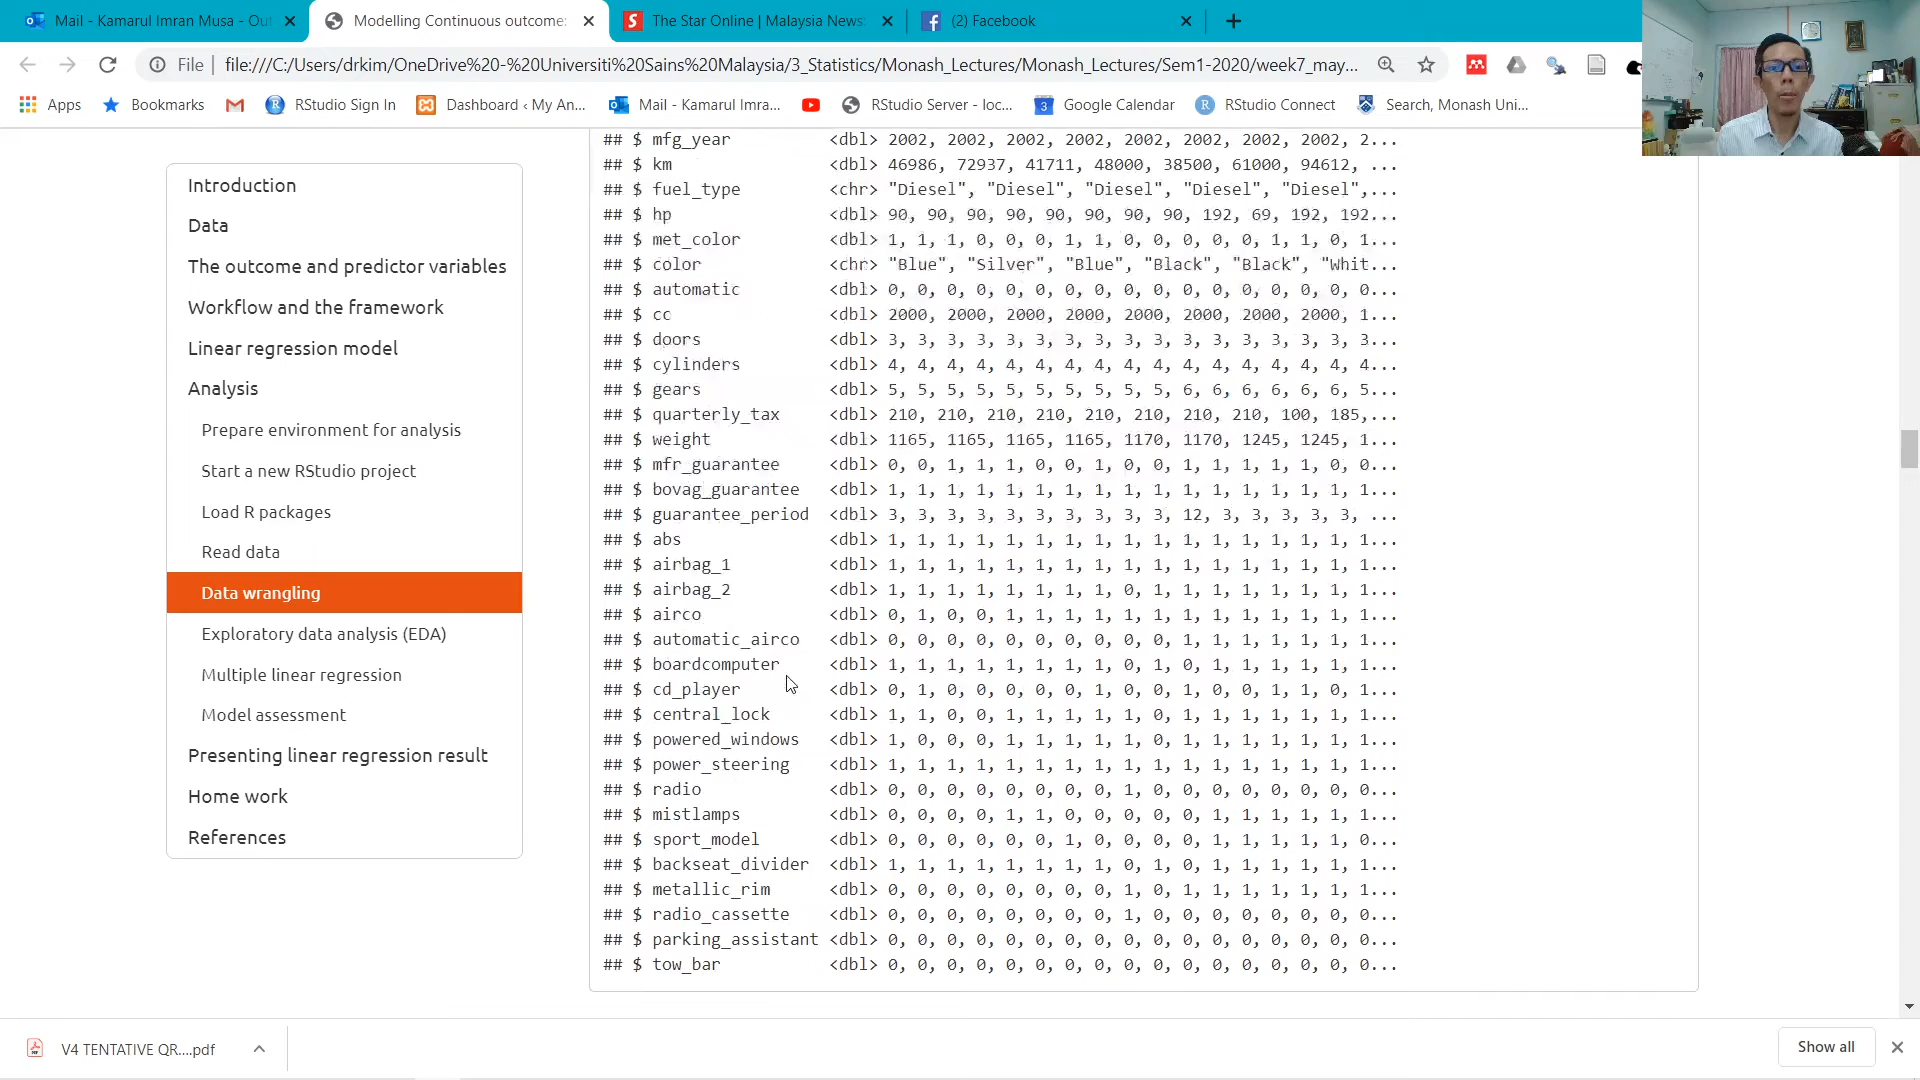 Mail - Kamarul Imran Musa - Out
Modelling Continuous outcome:
The Star Online | Malaysia News:
(2) Facebook
File
file:///C:/Users/drkim/OneDrive%20-%20Universiti%20Sains%20Malaysia/3_Statistics/Monash_Lectures/Monash_Lectures/Sem1-2020/week7_may...
Apps
Bookmarks
RStudio Sign In
Dashboard ‹ My An...
Mail - Kamarul Imra...
RStudio Server - loc...
Google Calendar
RStudio Connect
Search, Monash Uni...
Introduction
Data
The outcome and predictor variables
Workflow and the framework
Linear regression model
Analysis
Prepare environment for analysis
Start a new RStudio project
Load R packages
Read data
Data wrangling
Exploratory data analysis (EDA)
Multiple linear regression
Model assessment
Presenting linear regression result
Home work
References
## $ mfg_year <dbl> 2002, 2002, 2002, 2002, 2002, 2002, 2002, 2002, 2...
## $ km <dbl> 46986, 72937, 41711, 48000, 38500, 61000, 94612, ...
## $ fuel_type <chr> "Diesel", "Diesel", "Diesel", "Diesel", "Diesel",...
## $ hp <dbl> 90, 90, 90, 90, 90, 90, 90, 90, 192, 69, 192, 192...
## $ met_color <dbl> 1, 1, 1, 0, 0, 0, 1, 1, 0, 0, 0, 0, 0, 1, 1, 0, 1...
## $ color <chr> "Blue", "Silver", "Blue", "Black", "Black", "Whit...
## $ automatic <dbl> 0, 0, 0, 0, 0, 0, 0, 0, 0, 0, 0, 0, 0, 0, 0, 0, 0...
## $ cc <dbl> 2000, 2000, 2000, 2000, 2000, 2000, 2000, 2000, 1...
## $ doors <dbl> 3, 3, 3, 3, 3, 3, 3, 3, 3, 3, 3, 3, 3, 3, 3, 3, 3...
## $ cylinders <dbl> 4, 4, 4, 4, 4, 4, 4, 4, 4, 4, 4, 4, 4, 4, 4, 4, 4...
## $ gears <dbl> 5, 5, 5, 5, 5, 5, 5, 5, 5, 5, 6, 6, 6, 6, 6, 6, 5...
## $ quarterly_tax <dbl> 210, 210, 210, 210, 210, 210, 210, 210, 100, 185,...
## $ weight <dbl> 1165, 1165, 1165, 1165, 1170, 1170, 1245, 1245, 1...
## $ mfr_guarantee <dbl> 0, 0, 1, 1, 1, 0, 0, 1, 0, 0, 1, 1, 1, 1, 1, 0, 0...
## $ bovag_guarantee <dbl> 1, 1, 1, 1, 1, 1, 1, 1, 1, 1, 1, 1, 1, 1, 1, 1, 1...
## $ guarantee_period <dbl> 3, 3, 3, 3, 3, 3, 3, 3, 3, 3, 12, 3, 3, 3, 3, 3, ...
## $ abs <dbl> 1, 1, 1, 1, 1, 1, 1, 1, 1, 1, 1, 1, 1, 1, 1, 1, 1...
## $ airbag_1 <dbl> 1, 1, 1, 1, 1, 1, 1, 1, 1, 1, 1, 1, 1, 1, 1, 1, 1...
## $ airbag_2 <dbl> 1, 1, 1, 1, 1, 1, 1, 1, 0, 1, 1, 1, 1, 1, 1, 1, 1...
## $ airco <dbl> 0, 1, 0, 0, 1, 1, 1, 1, 1, 1, 1, 1, 1, 1, 1, 1, 1...
## $ automatic_airco <dbl> 0, 0, 0, 0, 0, 0, 0, 0, 0, 0, 1, 1, 1, 1, 1, 1, 1...
## $ boardcomputer <dbl> 1, 1, 1, 1, 1, 1, 1, 1, 0, 1, 0, 1, 1, 1, 1, 1, 1...
## $ cd_player <dbl> 0, 1, 0, 0, 0, 0, 0, 1, 0, 0, 1, 0, 0, 1, 1, 0, 1...
## $ central_lock <dbl> 1, 1, 0, 0, 1, 1, 1, 1, 1, 0, 1, 1, 1, 1, 1, 1, 1...
## $ powered_windows <dbl> 1, 0, 0, 0, 1, 1, 1, 1, 1, 0, 1, 1, 1, 1, 1, 1, 1...
## $ power_steering <dbl> 1, 1, 1, 1, 1, 1, 1, 1, 1, 1, 1, 1, 1, 1, 1, 1, 1...
## $ radio <dbl> 0, 0, 0, 0, 0, 0, 0, 0, 1, 0, 0, 0, 0, 0, 0, 0, 0...
## $ mistlamps <dbl> 0, 0, 0, 0, 1, 1, 0, 0, 0, 0, 0, 1, 1, 1, 1, 1, 1...
## $ sport_model <dbl> 0, 0, 0, 0, 0, 0, 1, 0, 0, 0, 0, 1, 1, 1, 1, 1, 0...
## $ backseat_divider <dbl> 1, 1, 1, 1, 1, 1, 1, 1, 0, 1, 0, 1, 1, 1, 1, 1, 1...
## $ metallic_rim <dbl> 0, 0, 0, 0, 0, 0, 0, 0, 1, 0, 1, 1, 1, 1, 1, 1, 1...
## $ radio_cassette <dbl> 0, 0, 0, 0, 0, 0, 0, 0, 1, 0, 0, 0, 0, 0, 0, 0, 0...
## $ parking_assistant <dbl> 0, 0, 0, 0, 0, 0, 0, 0, 0, 0, 0, 0, 0, 0, 0, 0, 0...
## $ tow_bar <dbl> 0, 0, 0, 0, 0, 0, 0, 0, 0, 0, 0, 0, 0, 0, 0, 0, 0...
V4 TENTATIVE QR....pdf
Show all